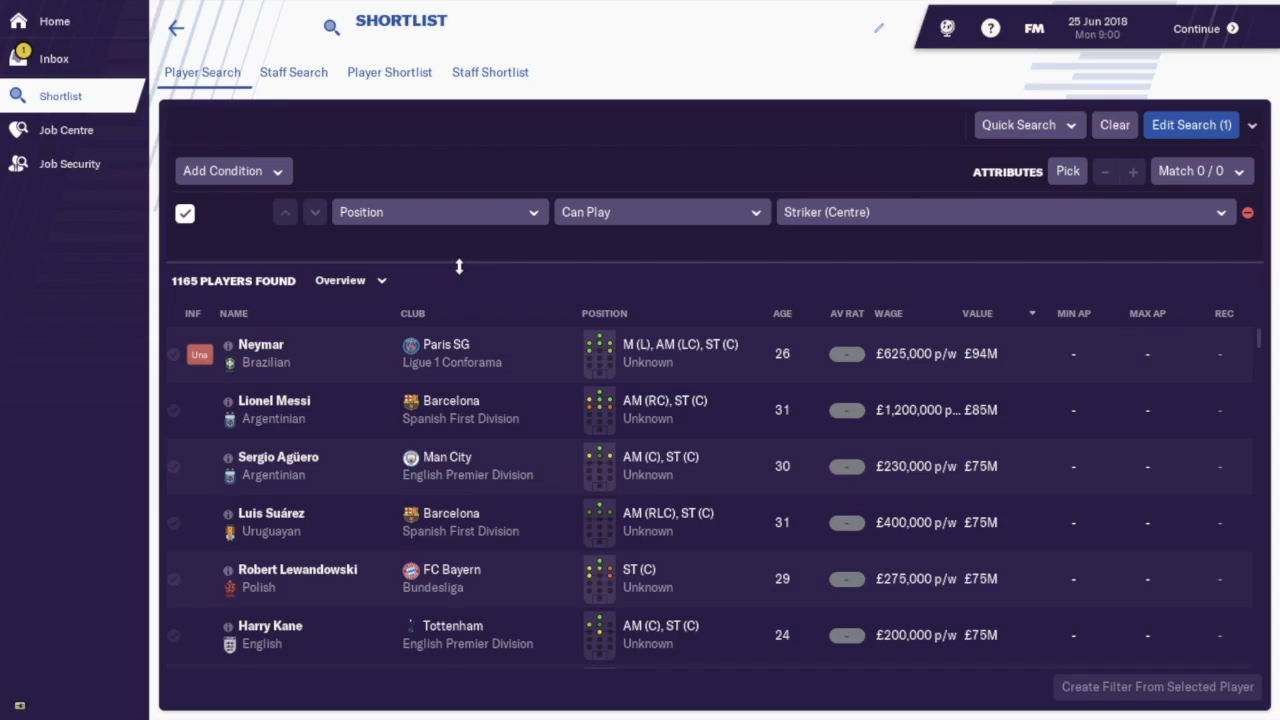 Home
1
Inbox
Shortlist
Job Centre
Job Security
SHORTLIST
? FM 25 Jun 2018 Continue
Mon 9:00
Player Search Staff Search Player Shortlist Staff Shortlist
Quick Search Clear Edit Search (1)
Add Condition ATTRIBUTES Pick - + Match 0 / 0
Position Can Play Striker (Centre)
1165 PLAYERS FOUND Overview
INF NAME CLUB POSITION AGE AV RAT WAGE VALUE MIN AP MAX AP REC
Una Neymar Paris SG M (L), AM (LC), ST (C) 26 - £625,000 p/w £94M - - -
Brazilian Ligue 1 Conforama Unknown
Lionel Messi Barcelona AM (RC), ST (C) 31 - £1,200,000 p... £85M - - -
Argentinian Spanish First Division Unknown
Sergio Agüero Man City AM (C), ST (C) 30 - £230,000 p/w £75M - - -
Argentinian English Premier Division Unknown
Luis Suárez Barcelona AM (RLC), ST (C) 31 - £400,000 p/w £75M - - -
Uruguayan Spanish First Division Unknown
Robert Lewandowski FC Bayern ST (C) 29 - £275,000 p/w £75M - - -
Polish Bundesliga Unknown
Harry Kane Tottenham AM (C), ST (C) 24 - £200,000 p/w £75M - - -
English English Premier Division Unknown
Create Filter From Selected Player